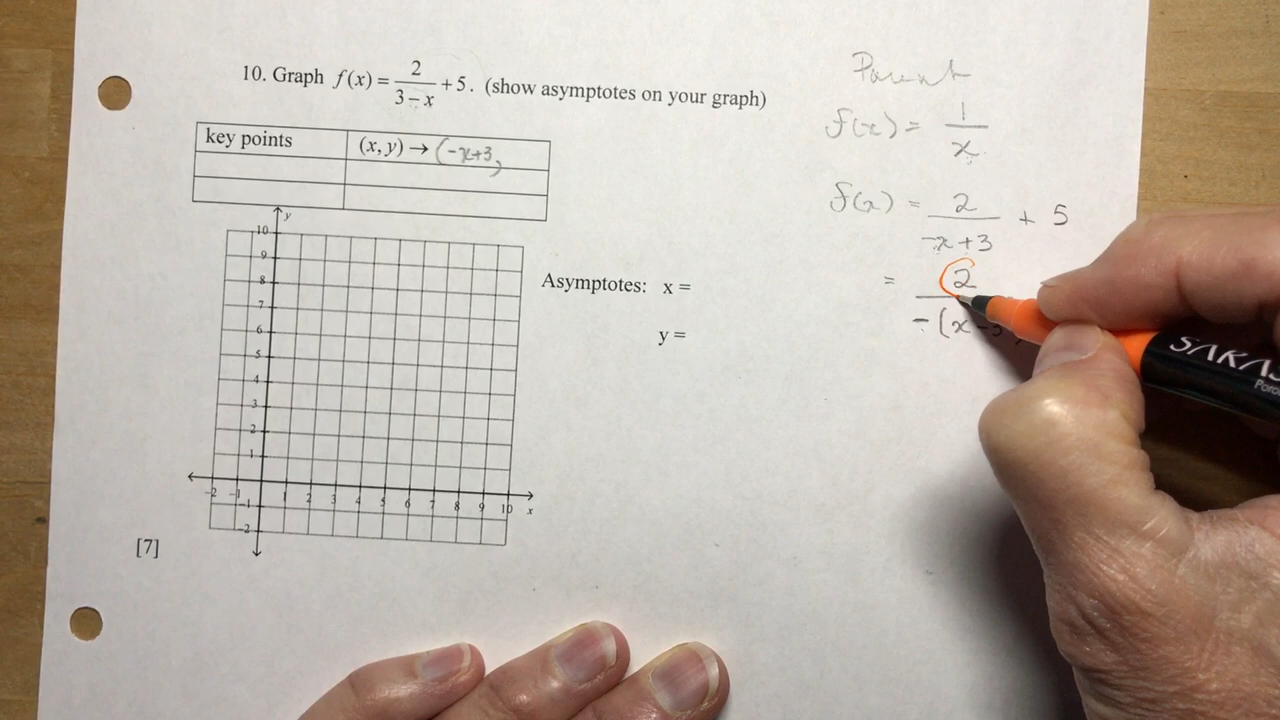 10. Graph f(x) = 2/(3−x) + 5. (show asymptotes on your graph)
key points (x, y) → (-x+3,
y
10
9
8
7
6
5
4
3
2
1
-2 -1 1 2 3 4 5 6 7 8 9 10 x
-1
-2
Asymptotes: x =
y =
[7]
Parent
f(x) = 1/x
f(x) = 2/(-x+3) + 5
= 2/-(x-3
SAKA